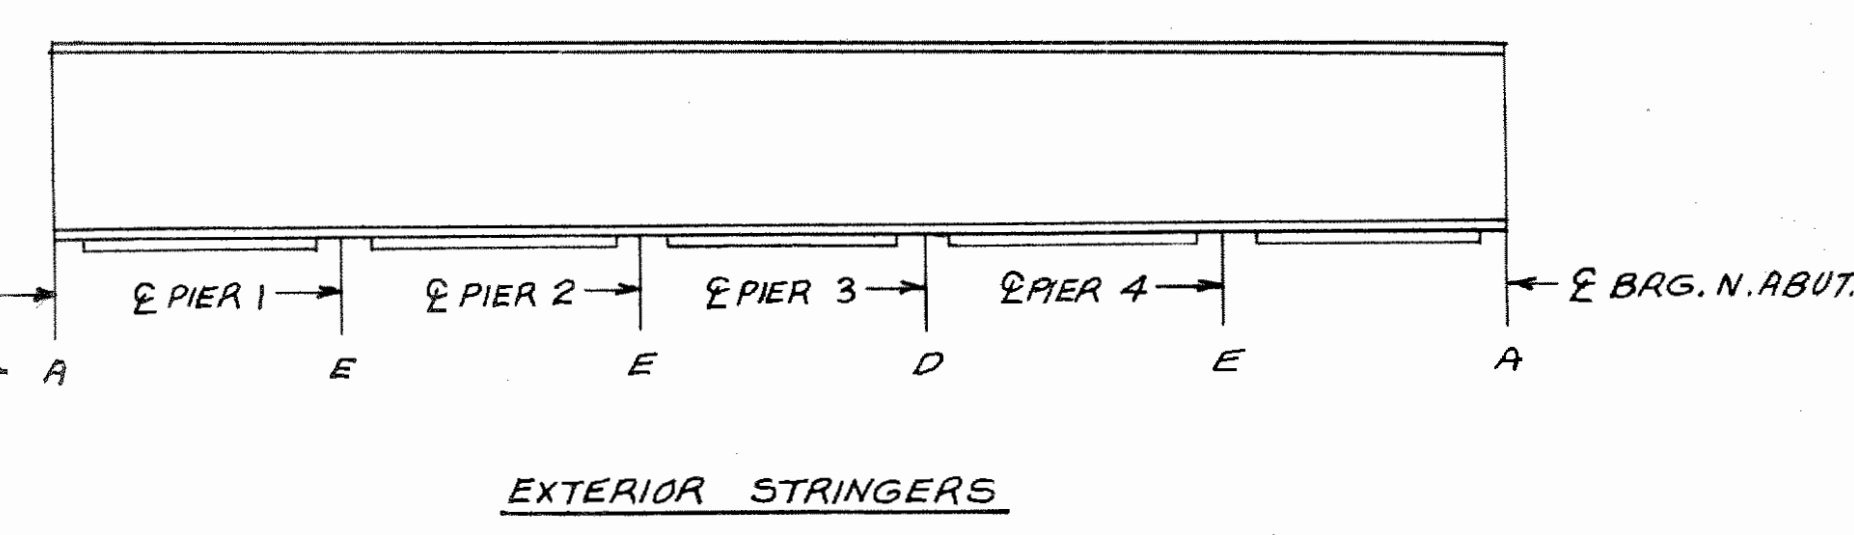 ℄ PIER 1 ℄ PIER 2 ℄ PIER 3 ℄ PIER 4 ℄ BRG. N. ABUT.
A E E D E A
EXTERIOR STRINGERS